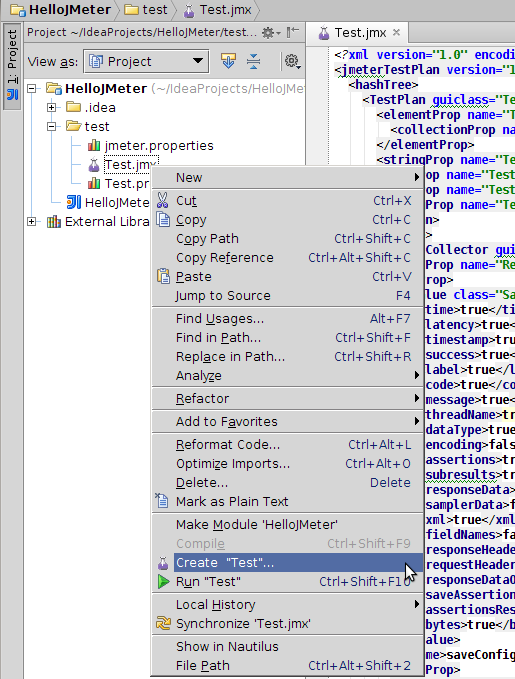 HelloJMeter test Test.jmx
1: Project
Project ~/IdeaProjects/HelloJMeter/test...
View as: Project
HelloJMeter (~/IdeaProjects/HelloJMeter
.idea
test
jmeter.properties
Test.jmx
Test.pr
HelloJMete
External Libra
Test.jmx
<?xml version="1.0" encodi
<jmeterTestPlan version="1
<hashTree>
<TestPlan guiclass="Te
<elementProp name="T
<collectionProp na
</elementProp>
<stringProp name="Te
op name="Test
op name="Test
Prop name="Tes
n>
>
Collector gui
Prop name="Re
rop>
lue class="Sa
time>true</ti
latency>true<
timestamp>tru
success>true<
label>true</l
code>true</co
message>true<
threadName>tr
dataType>true
encoding>fals
assertions>tr
subresults>tr
responseData>
samplerData>f
xml>true</xml
fieldNames>fa
responseHeade
requestHeader
responseDataO
saveAssertion
assertionsRes
bytes>true</b
alue>
me>saveConfig
Prop>
New
Cut Ctrl+X
Copy Ctrl+C
Copy Path Ctrl+Shift+C
Copy Reference Ctrl+Alt+Shift+C
Paste Ctrl+V
Jump to Source F4
Find Usages... Alt+F7
Find in Path... Ctrl+Shift+F
Replace in Path... Ctrl+Shift+R
Analyze
Refactor
Add to Favorites
Reformat Code... Ctrl+Alt+L
Optimize Imports... Ctrl+Alt+O
Delete... Delete
Mark as Plain Text
Make Module 'HelloJMeter'
Compile Ctrl+Shift+F9
Create "Test"...
Run "Test" Ctrl+Shift+F10
Local History
Synchronize 'Test.jmx'
Show in Nautilus
File Path Ctrl+Alt+Shift+2